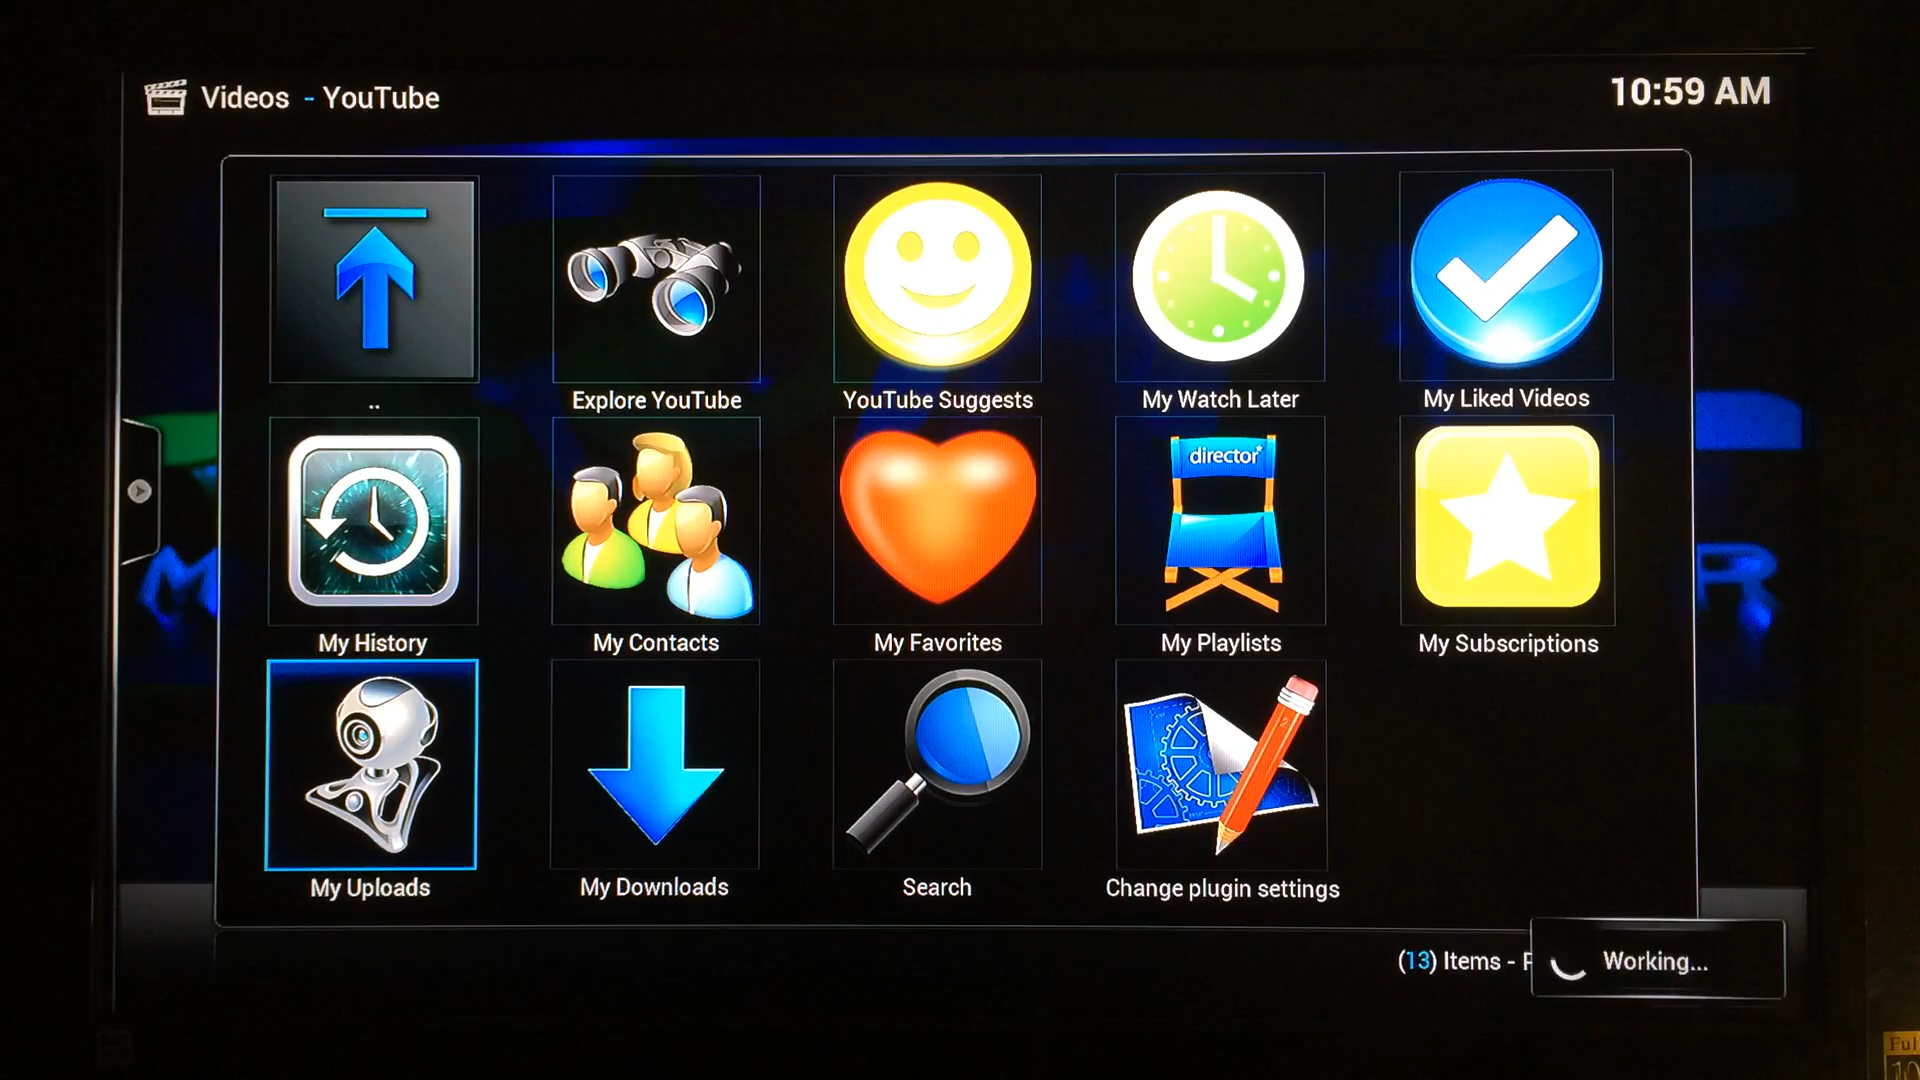 Videos - YouTube
10:59 AM
..
Explore YouTube
YouTube Suggests
My Watch Later
My Liked Videos
director
My History
My Contacts
My Favorites
My Playlists
My Subscriptions
My Uploads
My Downloads
Search
Change plugin settings
(13) Items - P
Working...
Ful